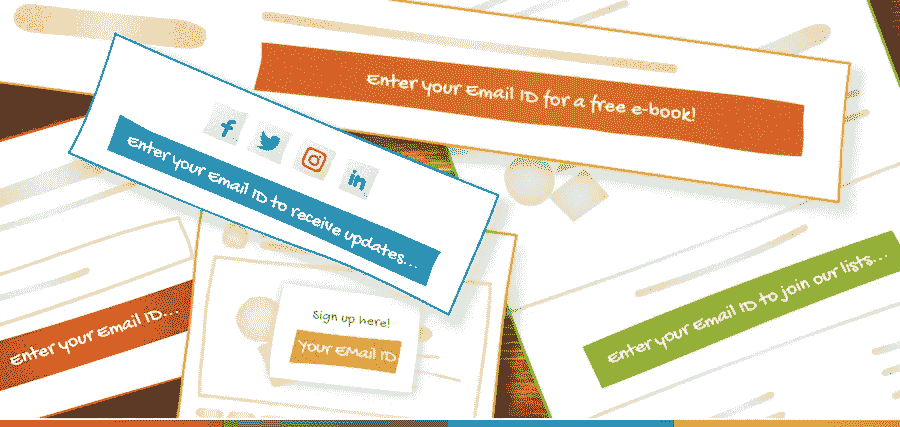 Enter your Email ID for a free e-book!
Enter your Email ID to receive updates...
Enter your Email ID to join our lists...
Enter your Email ID...
Sign up here!
Your EMail ID